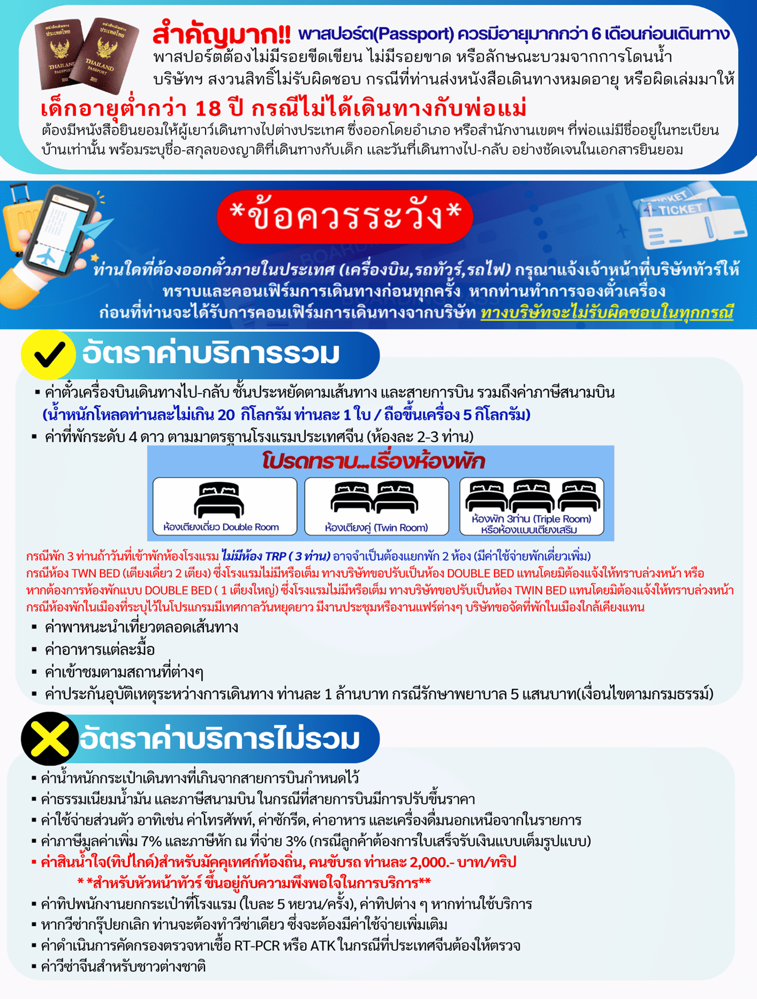 หนังสือเดินทาง
ประเทศไทย
THAILAND
PASSPORT
หนังสือเดินทาง
ประเทศไทย
THAILAND
PASSPORT
สำคัญมาก!! พาสปอร์ต(Passport) ควรมีอายุมากกว่า 6 เดือนก่อนเดินทาง
พาสปอร์ตต้องไม่มีรอยขีดเขียน ไม่มีรอยขาด หรือลักษณะบวมจากการโดนน้ำ
บริษัทฯ สงวนสิทธิ์ไม่รับผิดชอบ กรณีที่ท่านส่งหนังสือเดินทางหมดอายุ หรือผิดเล่มมาให้
เด็กอายุต่ำกว่า 18 ปี กรณีไม่ได้เดินทางกับพ่อแม่
ต้องมีหนังสือยินยอมให้ผู้เยาว์เดินทางไปต่างประเทศ ซึ่งออกโดยอำเภอ หรือสำนักงานเขตฯ ที่พ่อแม่มีชื่ออยู่ในทะเบียน
บ้านเท่านั้น พร้อมระบุชื่อ-สกุลของญาติที่เดินทางกับเด็ก และวันที่เดินทางไป-กลับ อย่างชัดเจนในเอกสารยินยอม
*ข้อควรระวัง*
TICKET
TICKET
ท่านใดที่ต้องออกตั๋วภายในประเทศ (เครื่องบิน,รถทัวร์,รถไฟ) กรุณาแจ้งเจ้าหน้าที่บริษัททัวร์ให้
ทราบและคอนเฟิร์มการเดินทางก่อนทุกครั้ง หากท่านทำการจองตั๋วเครื่อง
BOARDING PASS
ก่อนที่ท่านจะได้รับการคอนเฟิร์มการเดินทางจากบริษัท ทางบริษัทจะไม่รับผิดชอบในทุกกรณี
อัตราค่าบริการรวม
▪ ค่าตั๋วเครื่องบินเดินทางไป-กลับ ชั้นประหยัดตามเส้นทาง และสายการบิน รวมถึงค่าภาษีสนามบิน
(น้ำหนักโหลดท่านละไม่เกิน 20 กิโลกรัม ท่านละ 1 ใบ / ถือขึ้นเครื่อง 5 กิโลกรัม)
▪ ค่าที่พักระดับ 4 ดาว ตามมาตรฐานโรงแรมประเทศจีน (ห้องละ 2-3 ท่าน)
โปรดทราบ...เรื่องห้องพัก
ห้องเตียงเดี่ยว Double Room
ห้องเตียงคู่ (Twin Room)
ห้องพัก 3ท่าน (Triple Room)
หรือห้องแบบเตียงเสริม
กรณีพัก 3 ท่านถ้าวันที่เข้าพักห้องโรงแรม ไม่มีห้อง TRP ( 3 ท่าน) อาจจำเป็นต้องแยกพัก 2 ห้อง (มีค่าใช้จ่ายพักเดี่ยวเพิ่ม)
กรณีห้อง TWN BED (เตียงเดี่ยว 2 เตียง) ซึ่งโรงแรมไม่มีหรือเต็ม ทางบริษัทขอปรับเป็นห้อง DOUBLE BED แทนโดยมิต้องแจ้งให้ทราบล่วงหน้า หรือ
หากต้องการห้องพักแบบ DOUBLE BED ( 1 เตียงใหญ่) ซึ่งโรงแรมไม่มีหรือเต็ม ทางบริษัทขอปรับเป็นห้อง TWIN BED แทนโดยมิต้องแจ้งให้ทราบล่วงหน้า
กรณีห้องพักในเมืองที่ระบุไว้ในโปรแกรมมีเทศกาลวันหยุดยาว มีงานประชุมหรืองานแฟร์ต่างๆ บริษัทขอจัดที่พักในเมืองใกล้เคียงแทน
▪ ค่าพาหนะนำเที่ยวตลอดเส้นทาง
▪ ค่าอาหารแต่ละมื้อ
▪ ค่าเข้าชมตามสถานที่ต่างๆ
▪ ค่าประกันอุบัติเหตุระหว่างการเดินทาง ท่านละ 1 ล้านบาท กรณีรักษาพยาบาล 5 แสนบาท(เงื่อนไขตามกรมธรรม์)
อัตราค่าบริการไม่รวม
▪ ค่าน้ำหนักกระเป๋าเดินทางที่เกินจากสายการบินกำหนดไว้
▪ ค่าธรรมเนียมน้ำมัน และภาษีสนามบิน ในกรณีที่สายการบินมีการปรับขึ้นราคา
▪ ค่าใช้จ่ายส่วนตัว อาทิเช่น ค่าโทรศัพท์, ค่าซักรีด, ค่าอาหาร และเครื่องดื่มนอกเหนือจากในรายการ
▪ ค่าภาษีมูลค่าเพิ่ม 7% และภาษีหัก ณ ที่จ่าย 3% (กรณีลูกค้าต้องการใบเสร็จรับเงินแบบเต็มรูปแบบ)
▪ ค่าสินน้ำใจ(ทิปไกด์)สำหรับมัคคุเทศก์ท้องถิ่น, คนขับรถ ท่านละ 2,000.- บาท/ทริป
* *สำหรับหัวหน้าทัวร์ ขึ้นอยู่กับความพึงพอใจในการบริการ**
▪ ค่าทิปพนักงานยกกระเป๋าที่โรงแรม (ใบละ 5 หยวน/ครั้ง), ค่าทิปต่าง ๆ หากท่านใช้บริการ
▪ หากวีซ่ากรุ๊ปยกเลิก ท่านจะต้องทำวีซ่าเดียว ซึ่งจะต้องมีค่าใช้จ่ายเพิ่มเติม
▪ ค่าดำเนินการคัดกรองตรวจหาเชื้อ RT-PCR หรือ ATK ในกรณีที่ประเทศจีนต้องให้ตรวจ
▪ ค่าวีซ่าจีนสำหรับชาวต่างชาติ